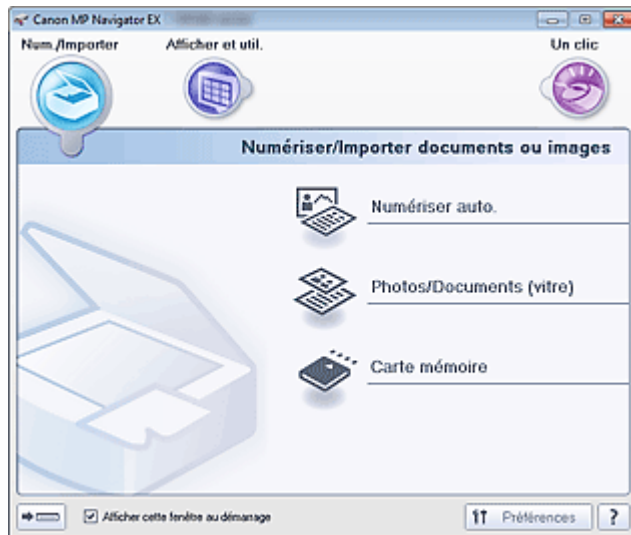 Canon MP Navigator EX
Num./Importer
Afficher et util.
Un clic
Numériser/Importer documents ou images
Numériser auto.
Photos/Documents (vitre)
Carte mémoire
Afficher cette fenêtre au démarrage
Préférences
?